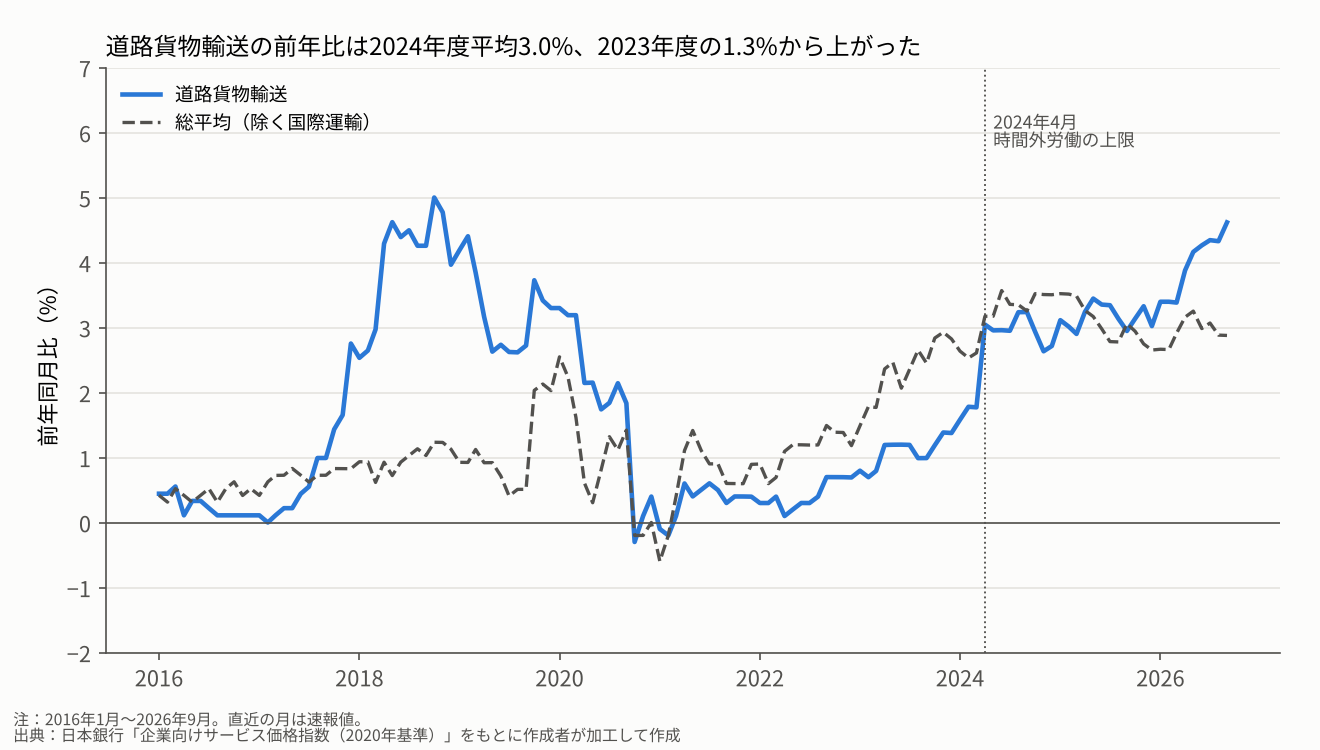 道路貨物輸送の前年比は2024年度平均3.0%、2023年度の1.3%から上がった
道路貨物輸送
総平均（除く国際運輸）
2024年4月
時間外労働の上限
前年同月比（%）
7
6
5
4
3
2
1
0
−1
−2
2016
2018
2020
2022
2024
2026
注：2016年1月〜2026年9月。直近の月は速報値。
出典：日本銀行「企業向けサービス価格指数（2020年基準）」をもとに作成者が加工して作成